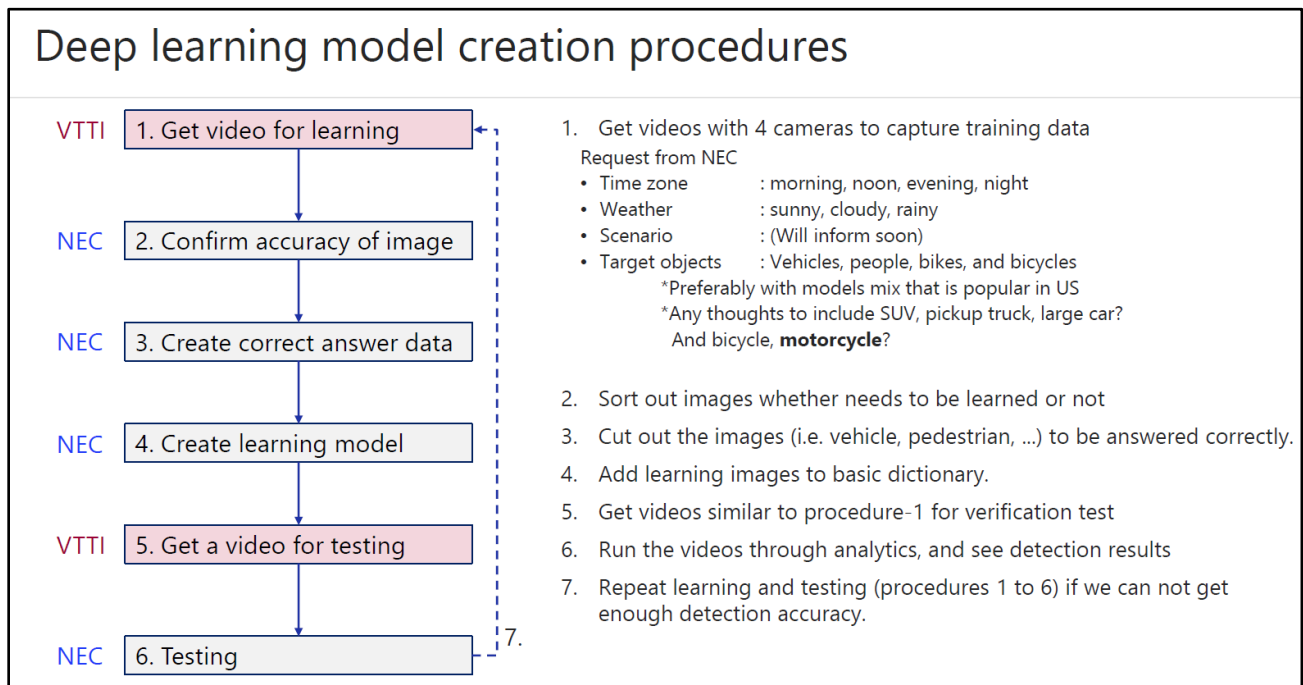 Deep learning model creation procedures
VTTI 1. Get video for learning
NEC 2. Confirm accuracy of image
NEC 3. Create correct answer data
NEC 4. Create learning model
VTTI 5. Get a video for testing
NEC 6. Testing
7.
1. Get videos with 4 cameras to capture training data
Request from NEC
• Time zone : morning, noon, evening, night
• Weather : sunny, cloudy, rainy
• Scenario : (Will inform soon)
• Target objects : Vehicles, people, bikes, and bicycles
*Preferably with models mix that is popular in US
*Any thoughts to include SUV, pickup truck, large car?
And bicycle, motorcycle?
2. Sort out images whether needs to be learned or not
3. Cut out the images (i.e. vehicle, pedestrian, ...) to be answered correctly.
4. Add learning images to basic dictionary.
5. Get videos similar to procedure-1 for verification test
6. Run the videos through analytics, and see detection results
7. Repeat learning and testing (procedures 1 to 6) if we can not get
enough detection accuracy.